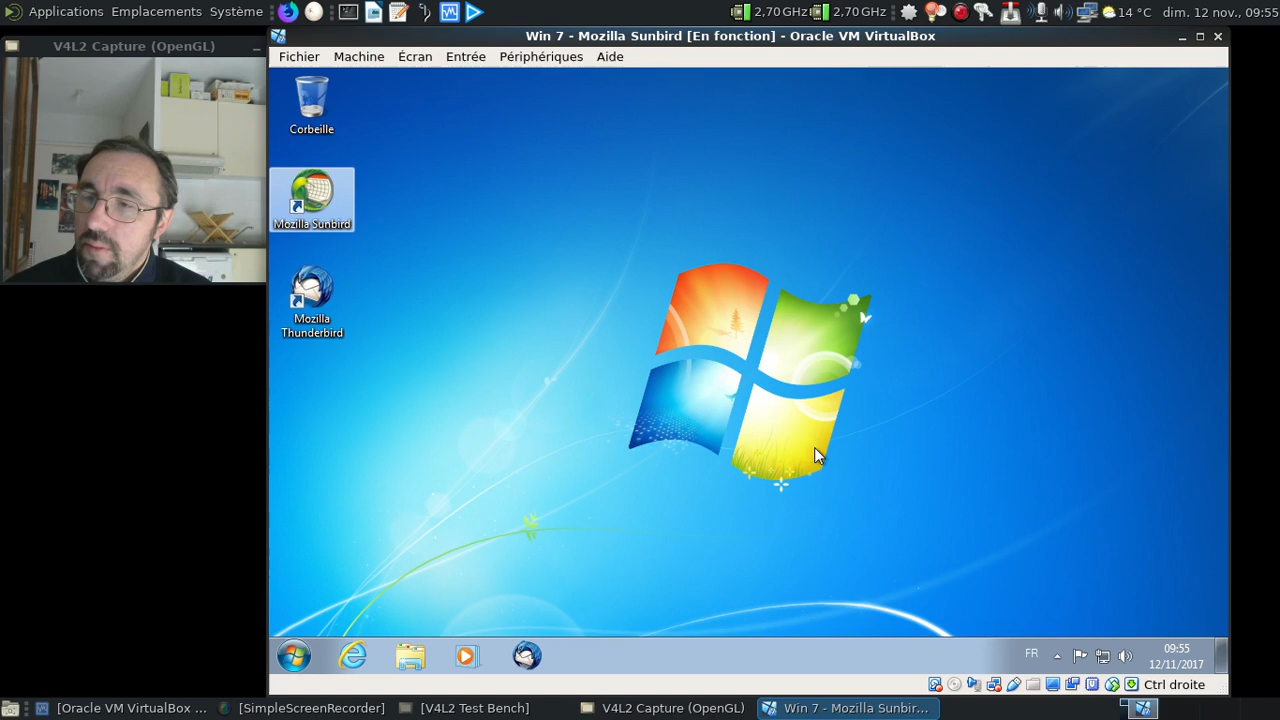 Applications Emplacements Système
2,70 GHz 2,70 GHz 14 °C dim. 12 nov., 09:55
V4L2 Capture (OpenGL)
Win 7 - Mozilla Sunbird [En fonction] - Oracle VM VirtualBox
Fichier Machine Écran Entrée Périphériques Aide
Corbeille
Mozilla Sunbird
Mozilla
Thunderbird
FR
09:55
12/11/2017
Ctrl droite
[Oracle VM VirtualBox ... [SimpleScreenRecorder] [V4L2 Test Bench] V4L2 Capture (OpenGL) Win 7 - Mozilla Sunbir...